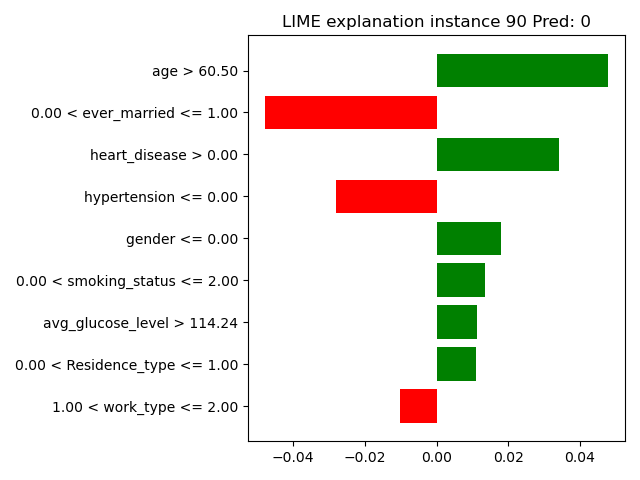 LIME explanation instance 90 Pred: 0
age > 60.50
0.00 < ever_married <= 1.00
heart_disease > 0.00
hypertension <= 0.00
gender <= 0.00
0.00 < smoking_status <= 2.00
avg_glucose_level > 114.24
0.00 < Residence_type <= 1.00
1.00 < work_type <= 2.00
−0.04 −0.02 0.00 0.02 0.04